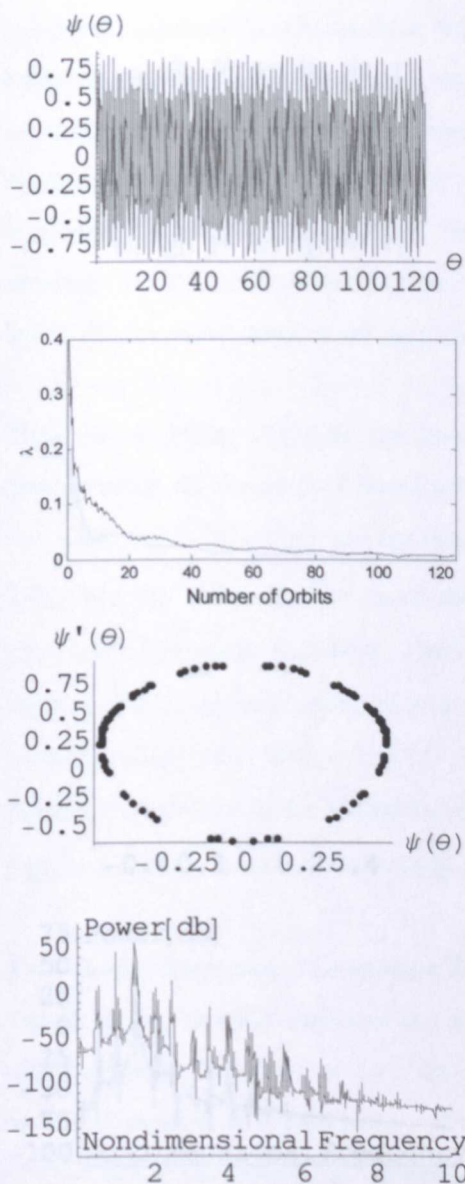 ψ(θ)
0.75
0.5
0.25
0
-0.25
-0.5
-0.75
20 40 60 80 100 120 θ
0.4
0.3
0.2
λ
0.1
0
0 20 40 60 80 100 120
Number of Orbits
ψ'(θ)
0.75
0.5
0.25
0
-0.25
-0.5
-0.25 0 0.25 ψ(θ)
Power[db]
50
0
-50
-100
-150
Nondimensional Frequency
2 4 6 8 10